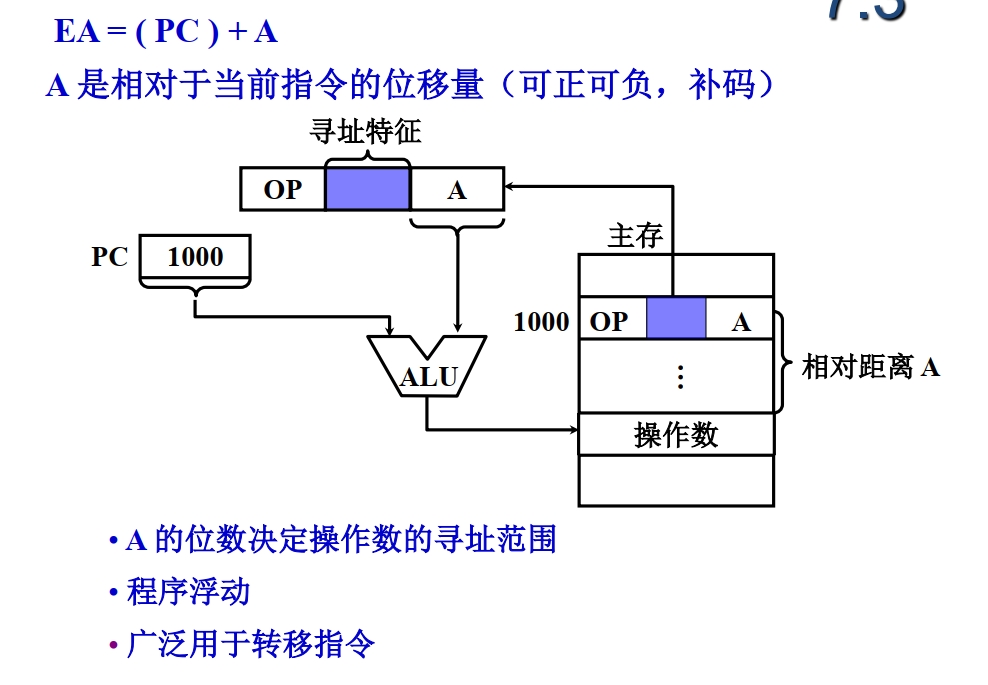 7.3
EA = ( PC ) + A
A 是相对于当前指令的位移量（可正可负，补码）
寻址特征
OP A
主存
PC 1000
1000 OP A
ALU
⋮
相对距离 A
操作数
• A 的位数决定操作数的寻址范围
• 程序浮动
• 广泛用于转移指令